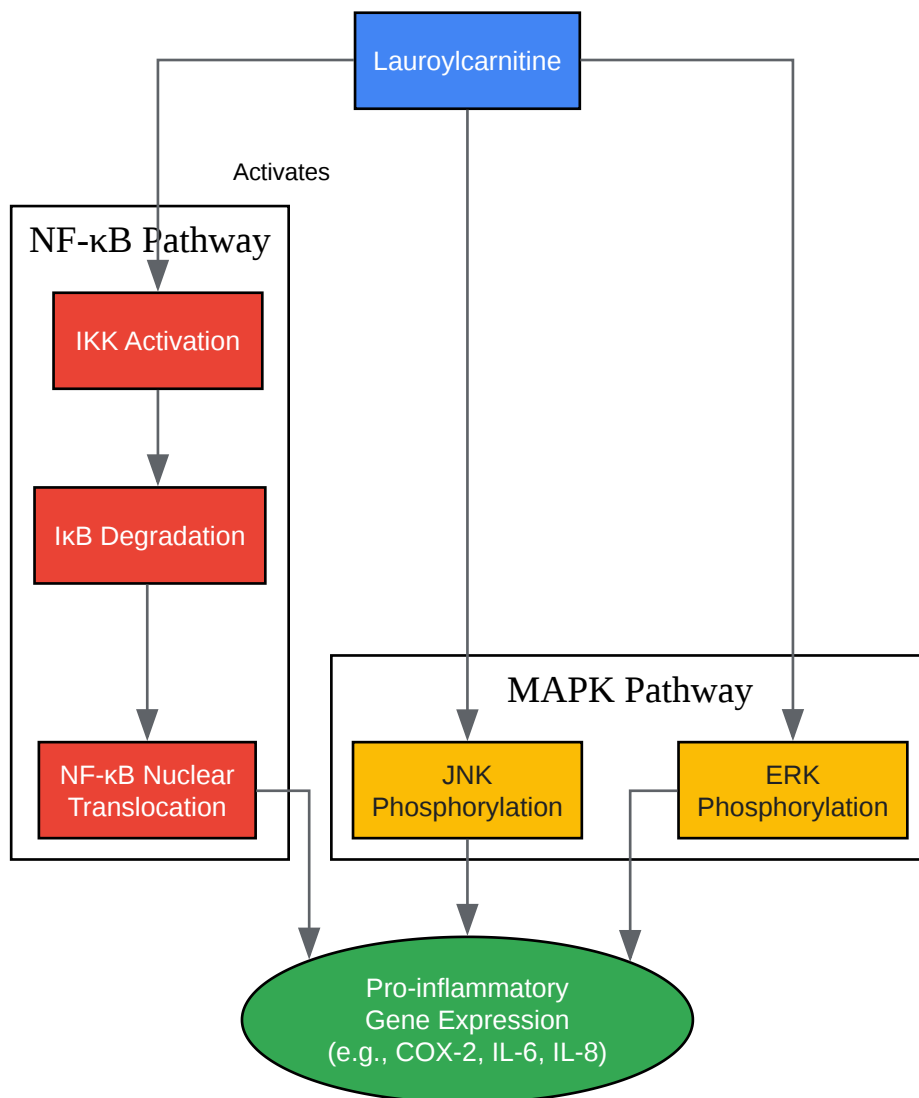 Lauroylcarnitine
Activates
NF-κB Pathway
IKK Activation
IκB Degradation
NF-κB Nuclear
Translocation
MAPK Pathway
JNK
Phosphorylation
ERK
Phosphorylation
Pro-inflammatory
Gene Expression
(e.g., COX-2, IL-6, IL-8)